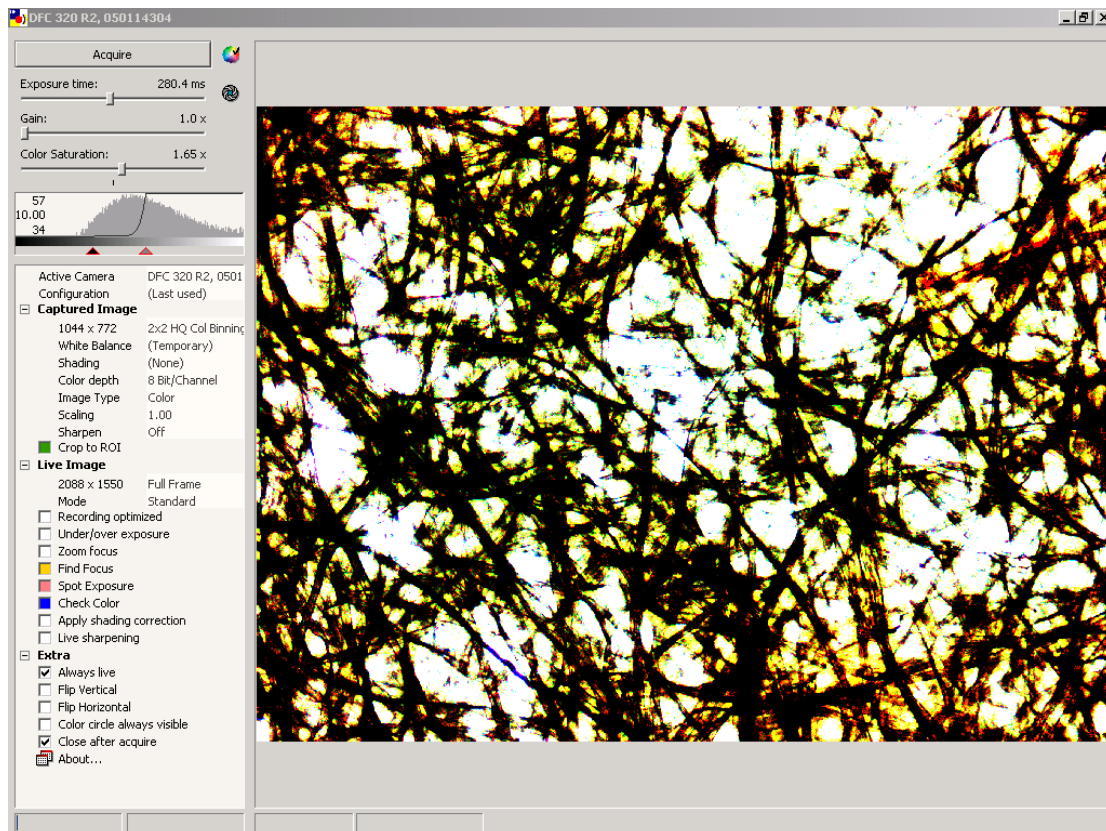 DFC 320 R2, 050114304
Acquire
Exposure time: 280.4 ms
Gain: 1.0 x
Color Saturation: 1.65 x
57
10.00
34
Active Camera DFC 320 R2, 0501
Configuration (Last used)
Captured Image
1044 x 772 2x2 HQ Col Binning
White Balance (Temporary)
Shading (None)
Color depth 8 Bit/Channel
Image Type Color
Scaling 1.00
Sharpen Off
Crop to ROI
Live Image
2088 x 1550 Full Frame
Mode Standard
Recording optimized
Under/over exposure
Zoom focus
Find Focus
Spot Exposure
Check Color
Apply shading correction
Live sharpening
Extra
Always live
Flip Vertical
Flip Horizontal
Color circle always visible
Close after acquire
About...